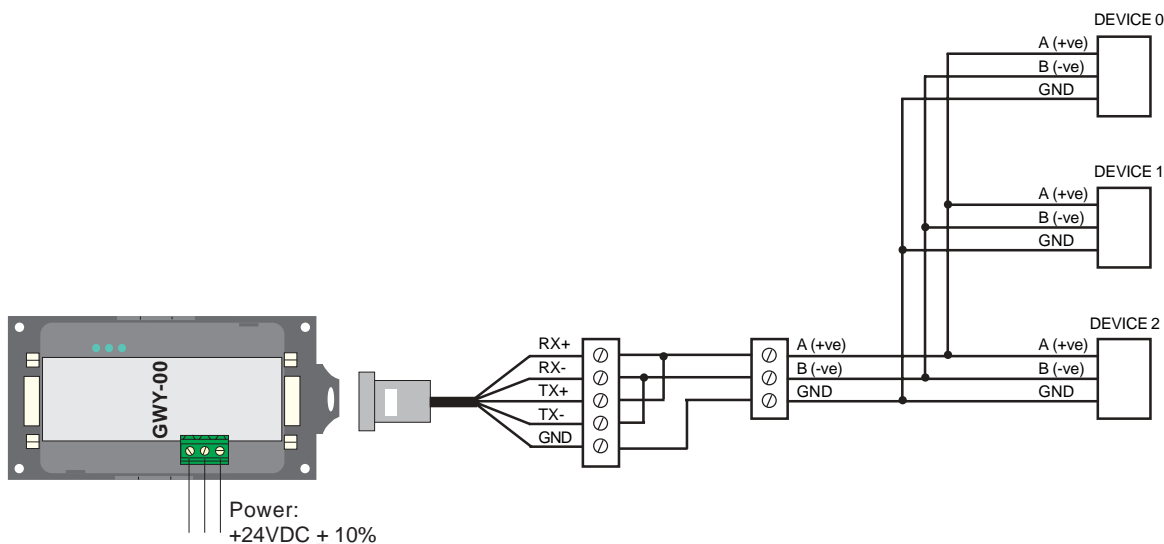 DEVICE 0
A (+ve)
B (-ve)
GND
DEVICE 1
A (+ve)
B (-ve)
GND
DEVICE 2
A (+ve)
B (-ve)
GND
RX+
RX-
TX+
TX-
GND
A (+ve)
B (-ve)
GND
GWY-00
Power:
+24VDC + 10%